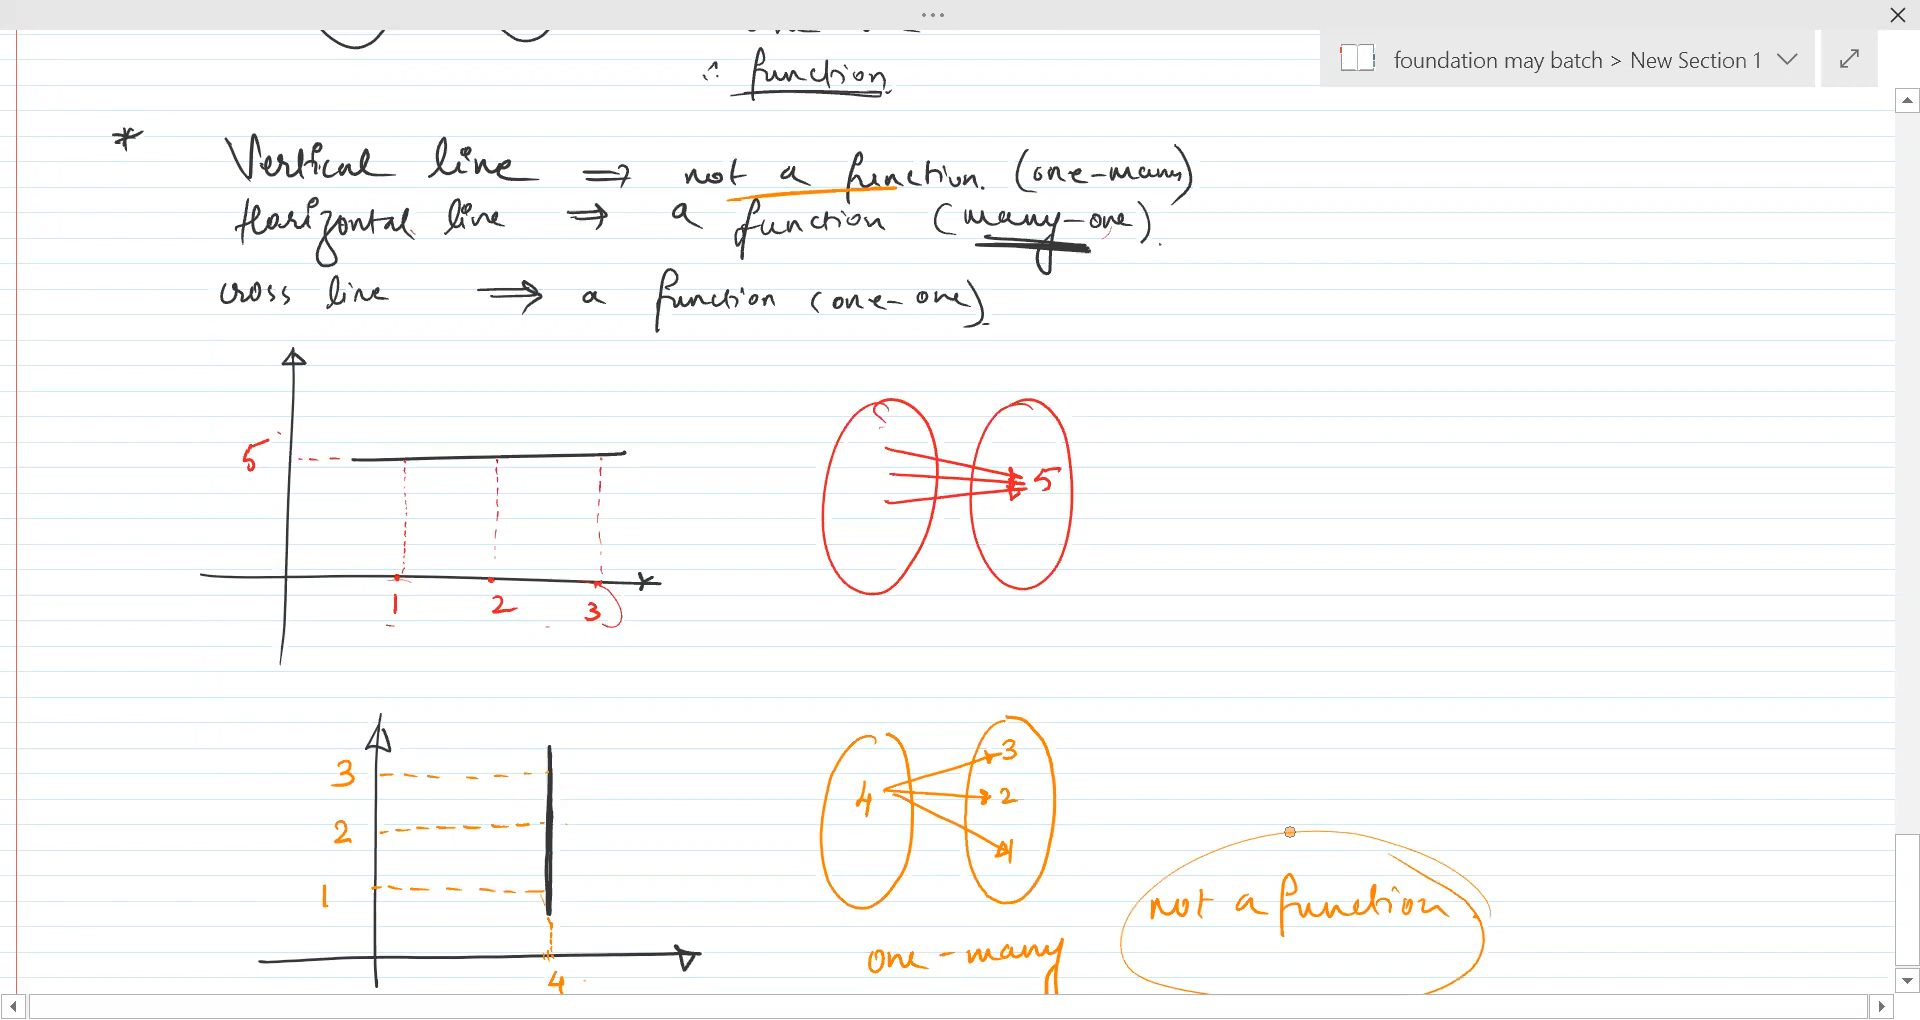 foundation may batch > New Section 1
∴ function.
* Vertical line ⇒ not a function. (one-many)
Horizontal line ⇒ a function (many-one).
cross line ⇒ a function (one-one).
5
5
1 2 3
3
3
4 2
2
1
1
not a function
one-many
4